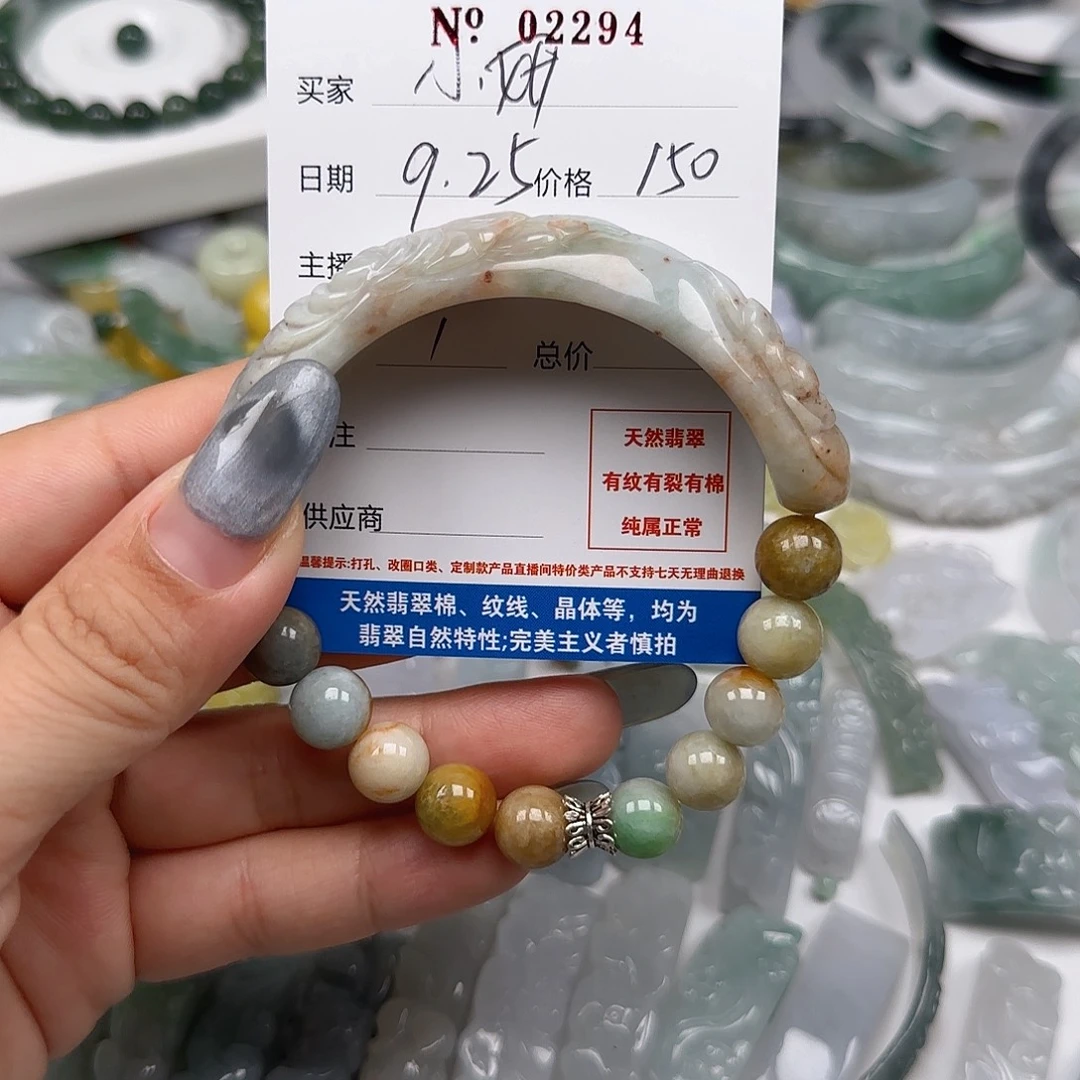 Nº 02294
买家 小
日期 9.25 价格 150
主播
1 总价
注
供应商
天然翡翠
有纹有裂有棉
纯属正常
温馨提示:打孔、改圈口类、定制款产品直播间特价类产品不支持七天无理由退换
天然翡翠棉、纹线、晶体等，均为
翡翠自然特性;完美主义者慎拍